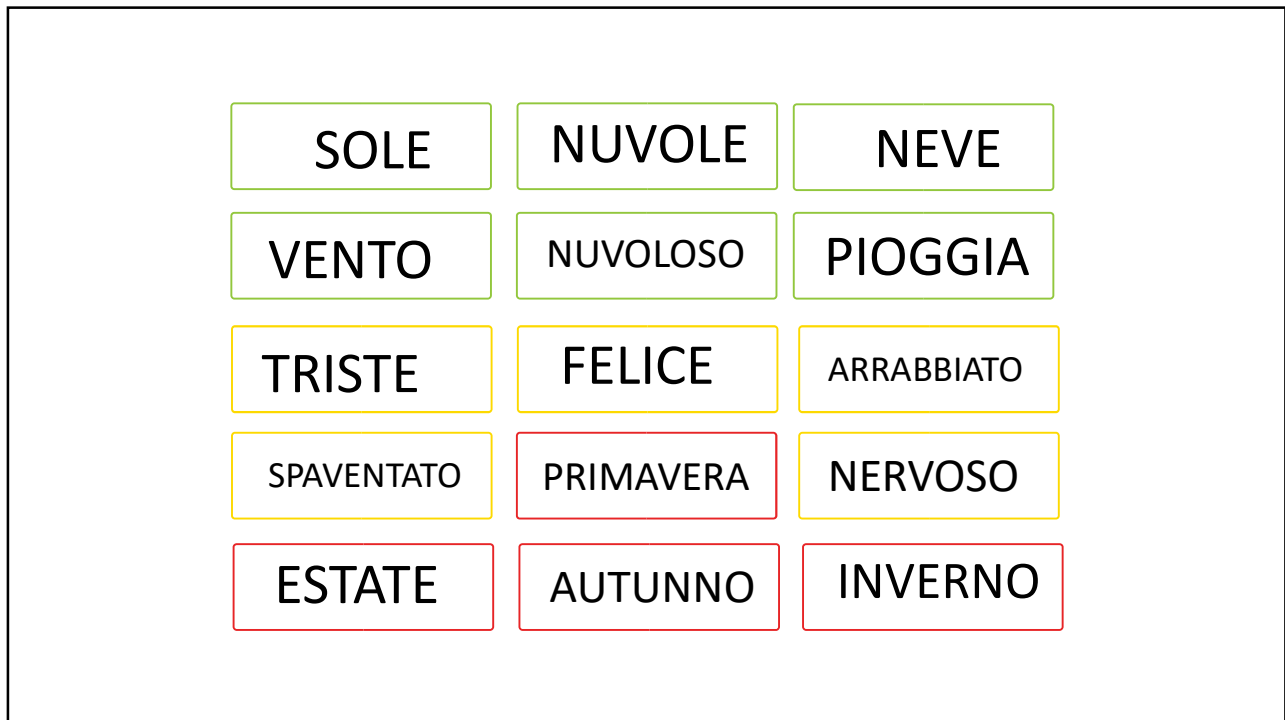 SOLE
NUVOLE
NEVE
VENTO
NUVOLOSO
PIOGGIA
TRISTE
FELICE
ARRABBIATO
SPAVENTATO
PRIMAVERA
NERVOSO
ESTATE
AUTUNNO
INVERNO